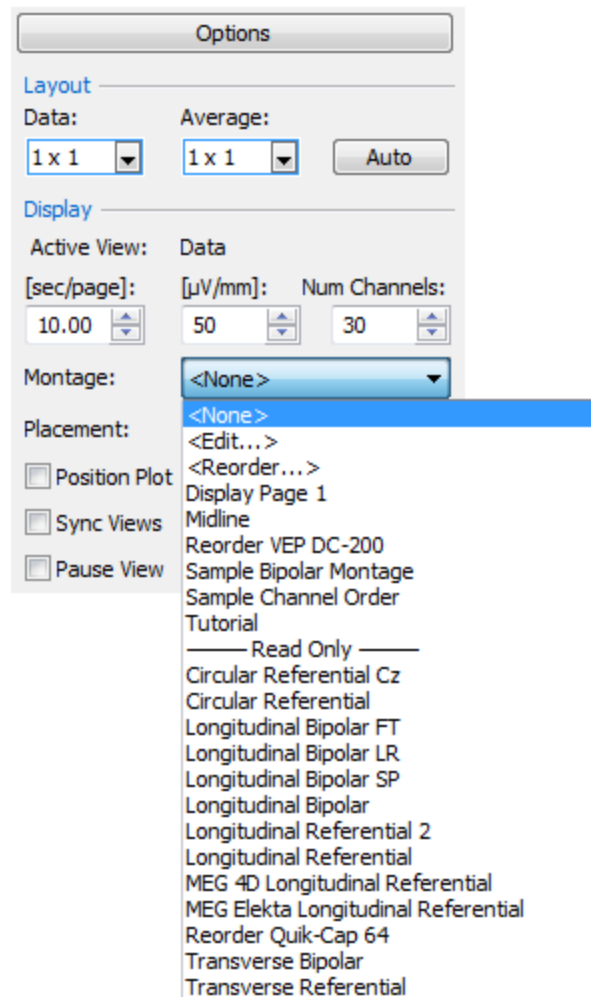 Options
Layout
Data: Average:
1 x 1 1 x 1 Auto
Display
Active View: Data
[sec/page]: [µV/mm]: Num Channels:
10.00 50 30
Montage: <None>
<None>
Placement:
<Edit...>
<Reorder...>
Position Plot
Display Page 1
Sync Views
Midline
Reorder VEP DC-200
Pause View
Sample Bipolar Montage
Sample Channel Order
Tutorial
Read Only
Circular Referential Cz
Circular Referential
Longitudinal Bipolar FT
Longitudinal Bipolar LR
Longitudinal Bipolar SP
Longitudinal Bipolar
Longitudinal Referential 2
Longitudinal Referential
MEG 4D Longitudinal Referential
MEG Elekta Longitudinal Referential
Reorder Quik-Cap 64
Transverse Bipolar
Transverse Referential